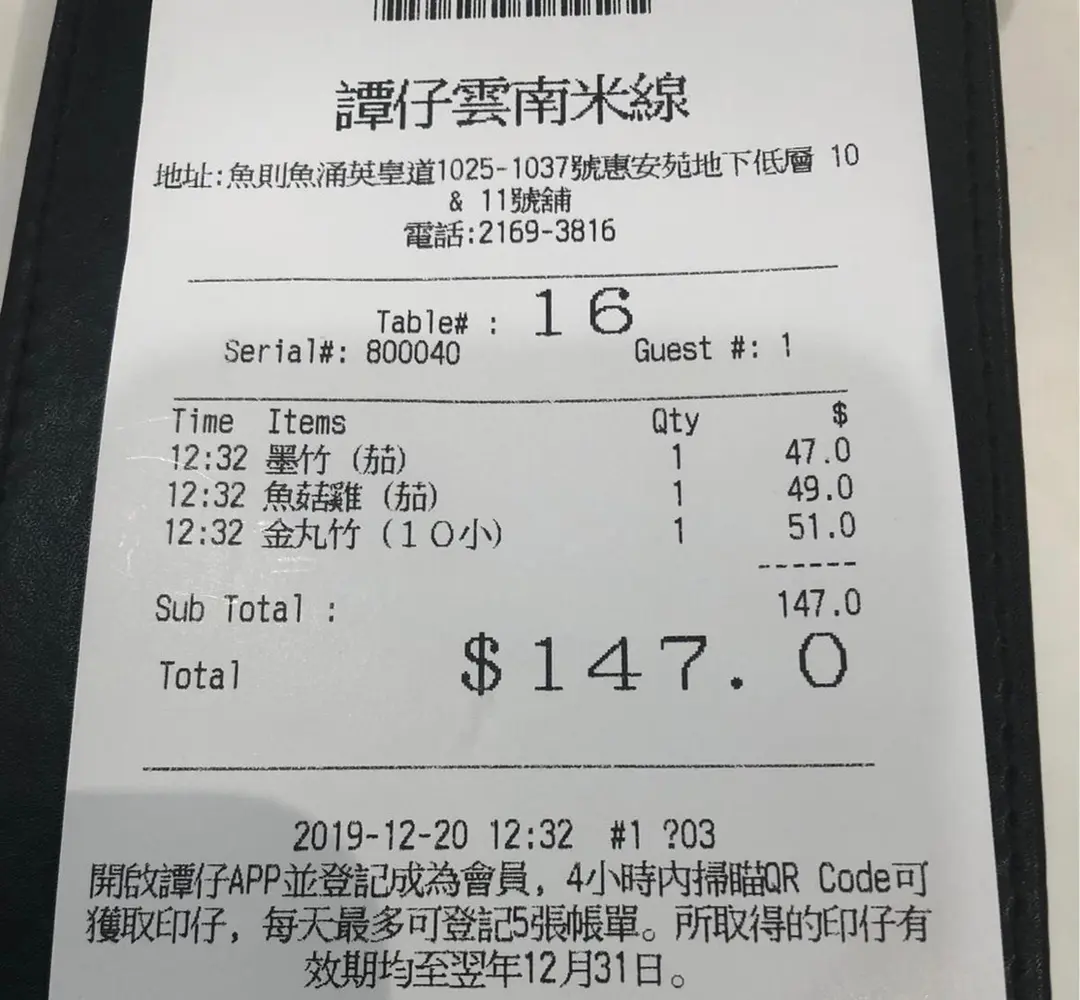 譚仔雲南米線
地址:魚則魚涌英皇道1025-1037號惠安苑地下低層 10
& 11號舖
電話:2169-3816
Table# : 16
Serial#: 800040 Guest #: 1
Time Items Qty $
12:32 墨竹 (茄) 1 47.0
12:32 魚菇雞 (茄) 1 49.0
12:32 金丸竹 (１０小) 1 51.0
------
Sub Total : 147.0
Total $147.0
2019-12-20 12:32 #1 ?03
開啟譚仔APP並登記成為會員, 4小時內掃瞄QR Code可
獲取印仔, 每天最多可登記5張帳單。所取得的印仔有
效期均至翌年12月31日。